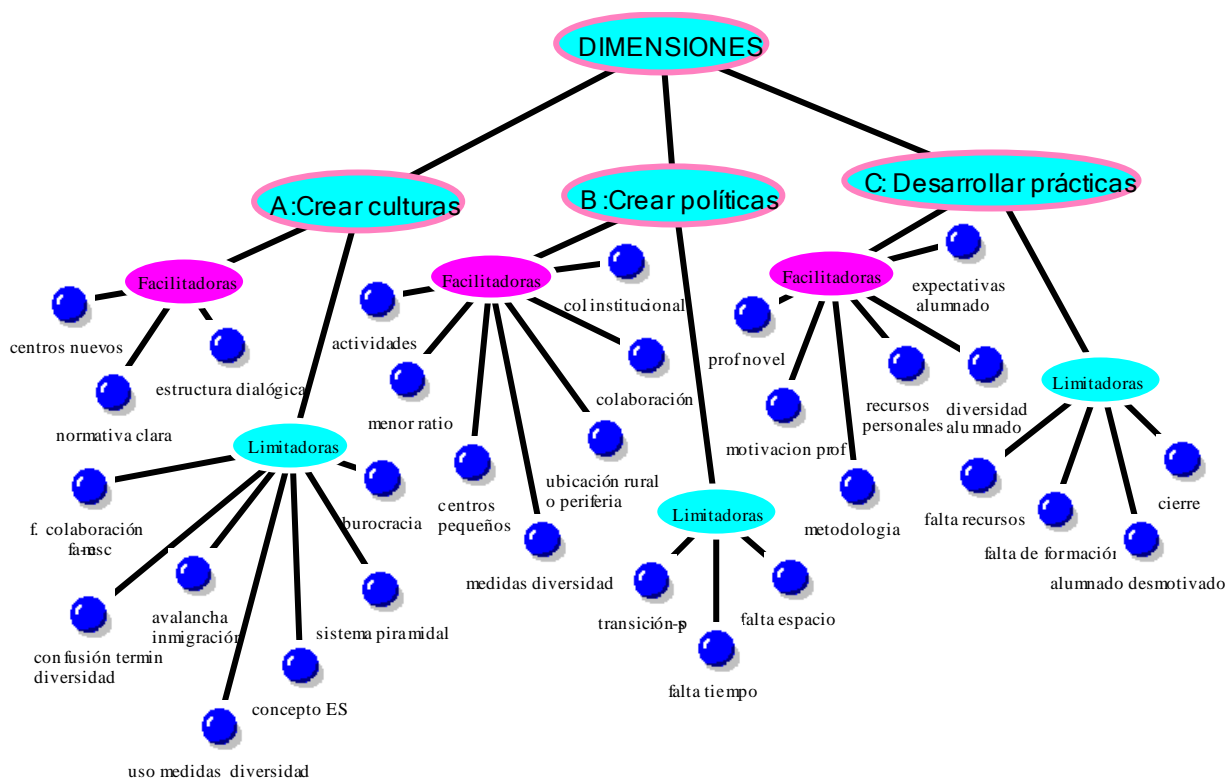 DIMENSIONES
A:Crear culturas
B:Crear políticas
C: Desarrollar prácticas
Facilitadoras
centros nuevos
estructura dialógica
normativa clara
Limitadoras
f. colaboración
burocracia
avalancha
inmigración
sistema piramidal
confusión termin
diversidad
concepto ES
uso medidas diversidad
Facilitadoras
col institucional
actividades
colaboración
menor ratio
ubicación rural
o periferia
centros
pequeños
medidas diversidad
Limitadoras
falta espacio
falta tiempo
Facilitadoras
expectativas
alumnado
prof novel
recursos
personales
diversidad
alumnado
motivacion prof
metodologia
Limitadoras
cierre
falta recursos
falta de formación
alumnado desmotivado